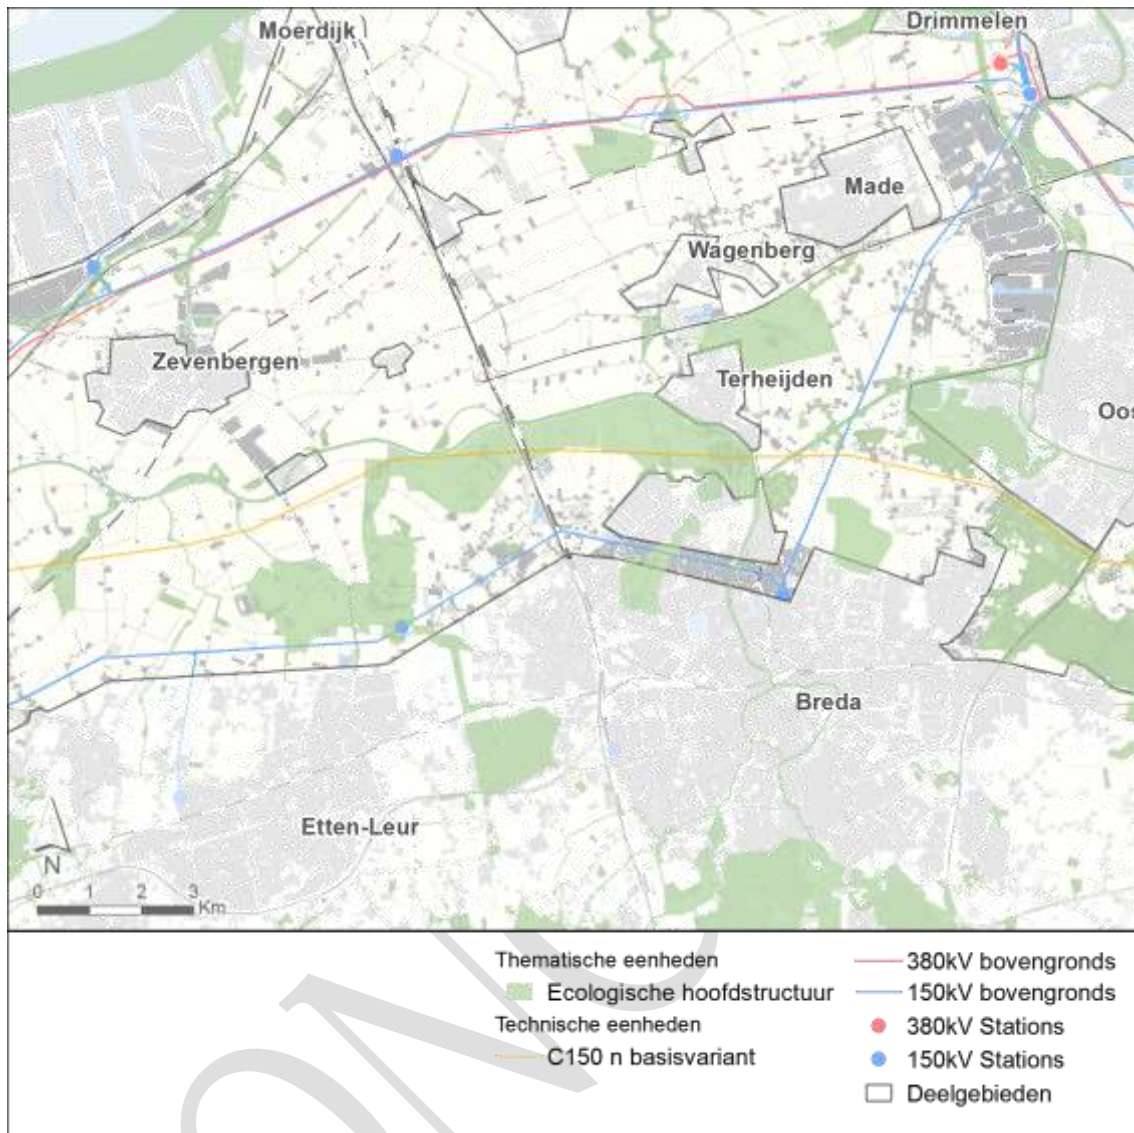 Drimmelen
Moerdijk
Made
Wagenberg
Zevenbergen
Terheijden
Oos
Breda
Etten-Leur
N
0 1 2 3
Km
Thematische eenheden
Ecologische hoofdstructuur
Technische eenheden
C150 n basisvariant
380kV bovengronds
150kV bovengronds
380kV Stations
150kV Stations
Deelgebieden